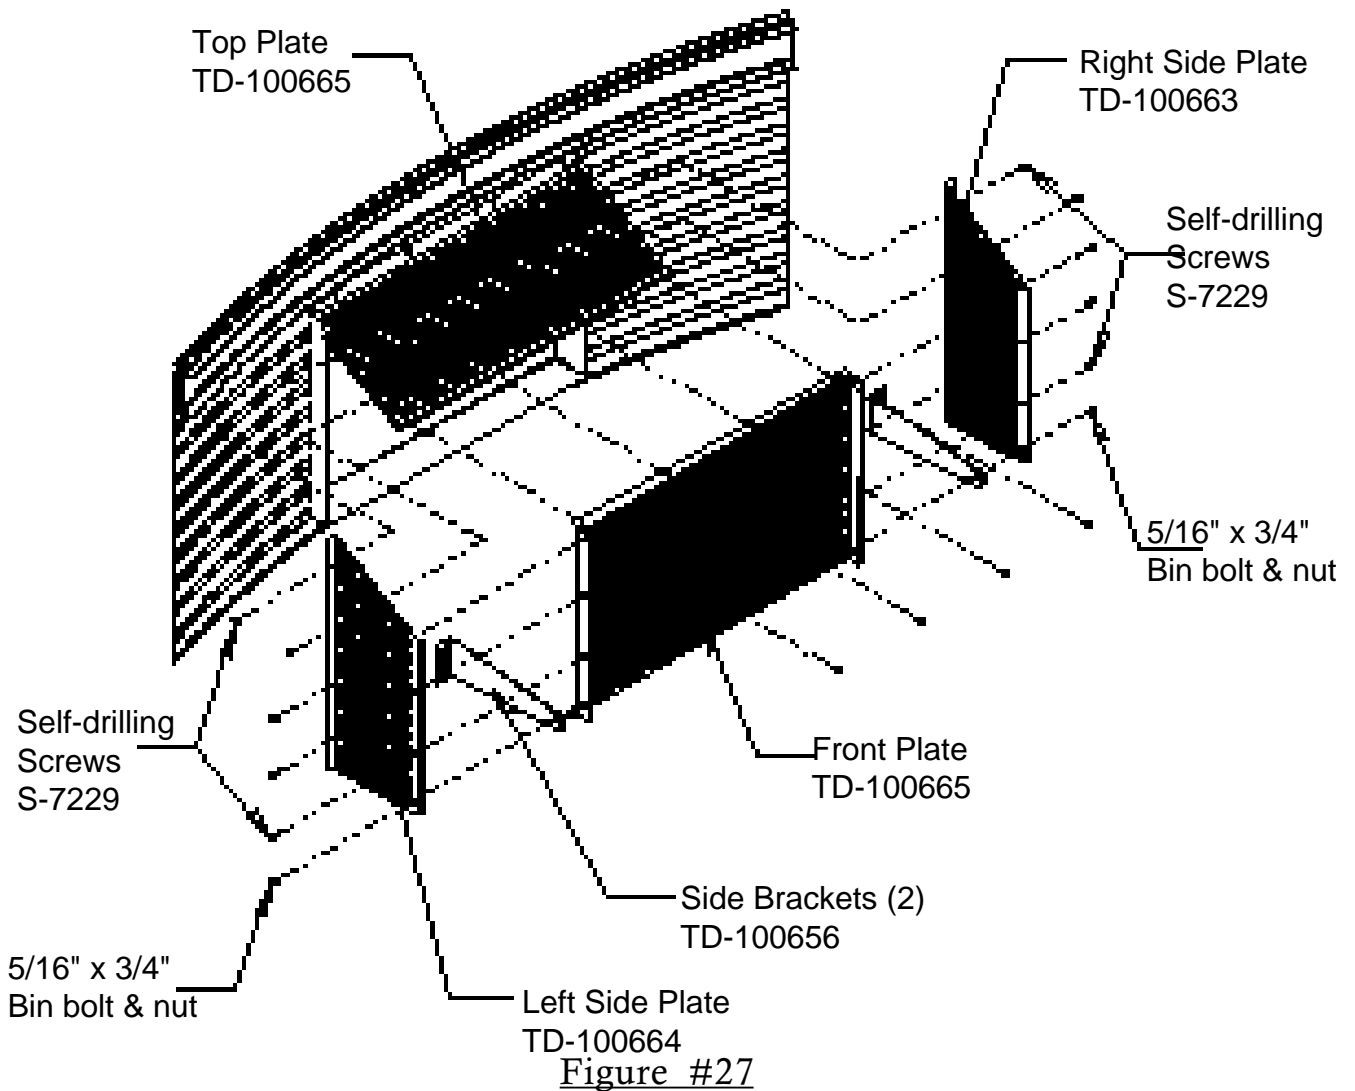 Top Plate
TD-100665
Right Side Plate
TD-100663
Self-drilling
Screws
S-7229
5/16" x 3/4"
Bin bolt & nut
Self-drilling
Screws
S-7229
Front Plate
TD-100665
Side Brackets (2)
TD-100656
5/16" x 3/4"
Bin bolt & nut
Left Side Plate
TD-100664
Figure #27